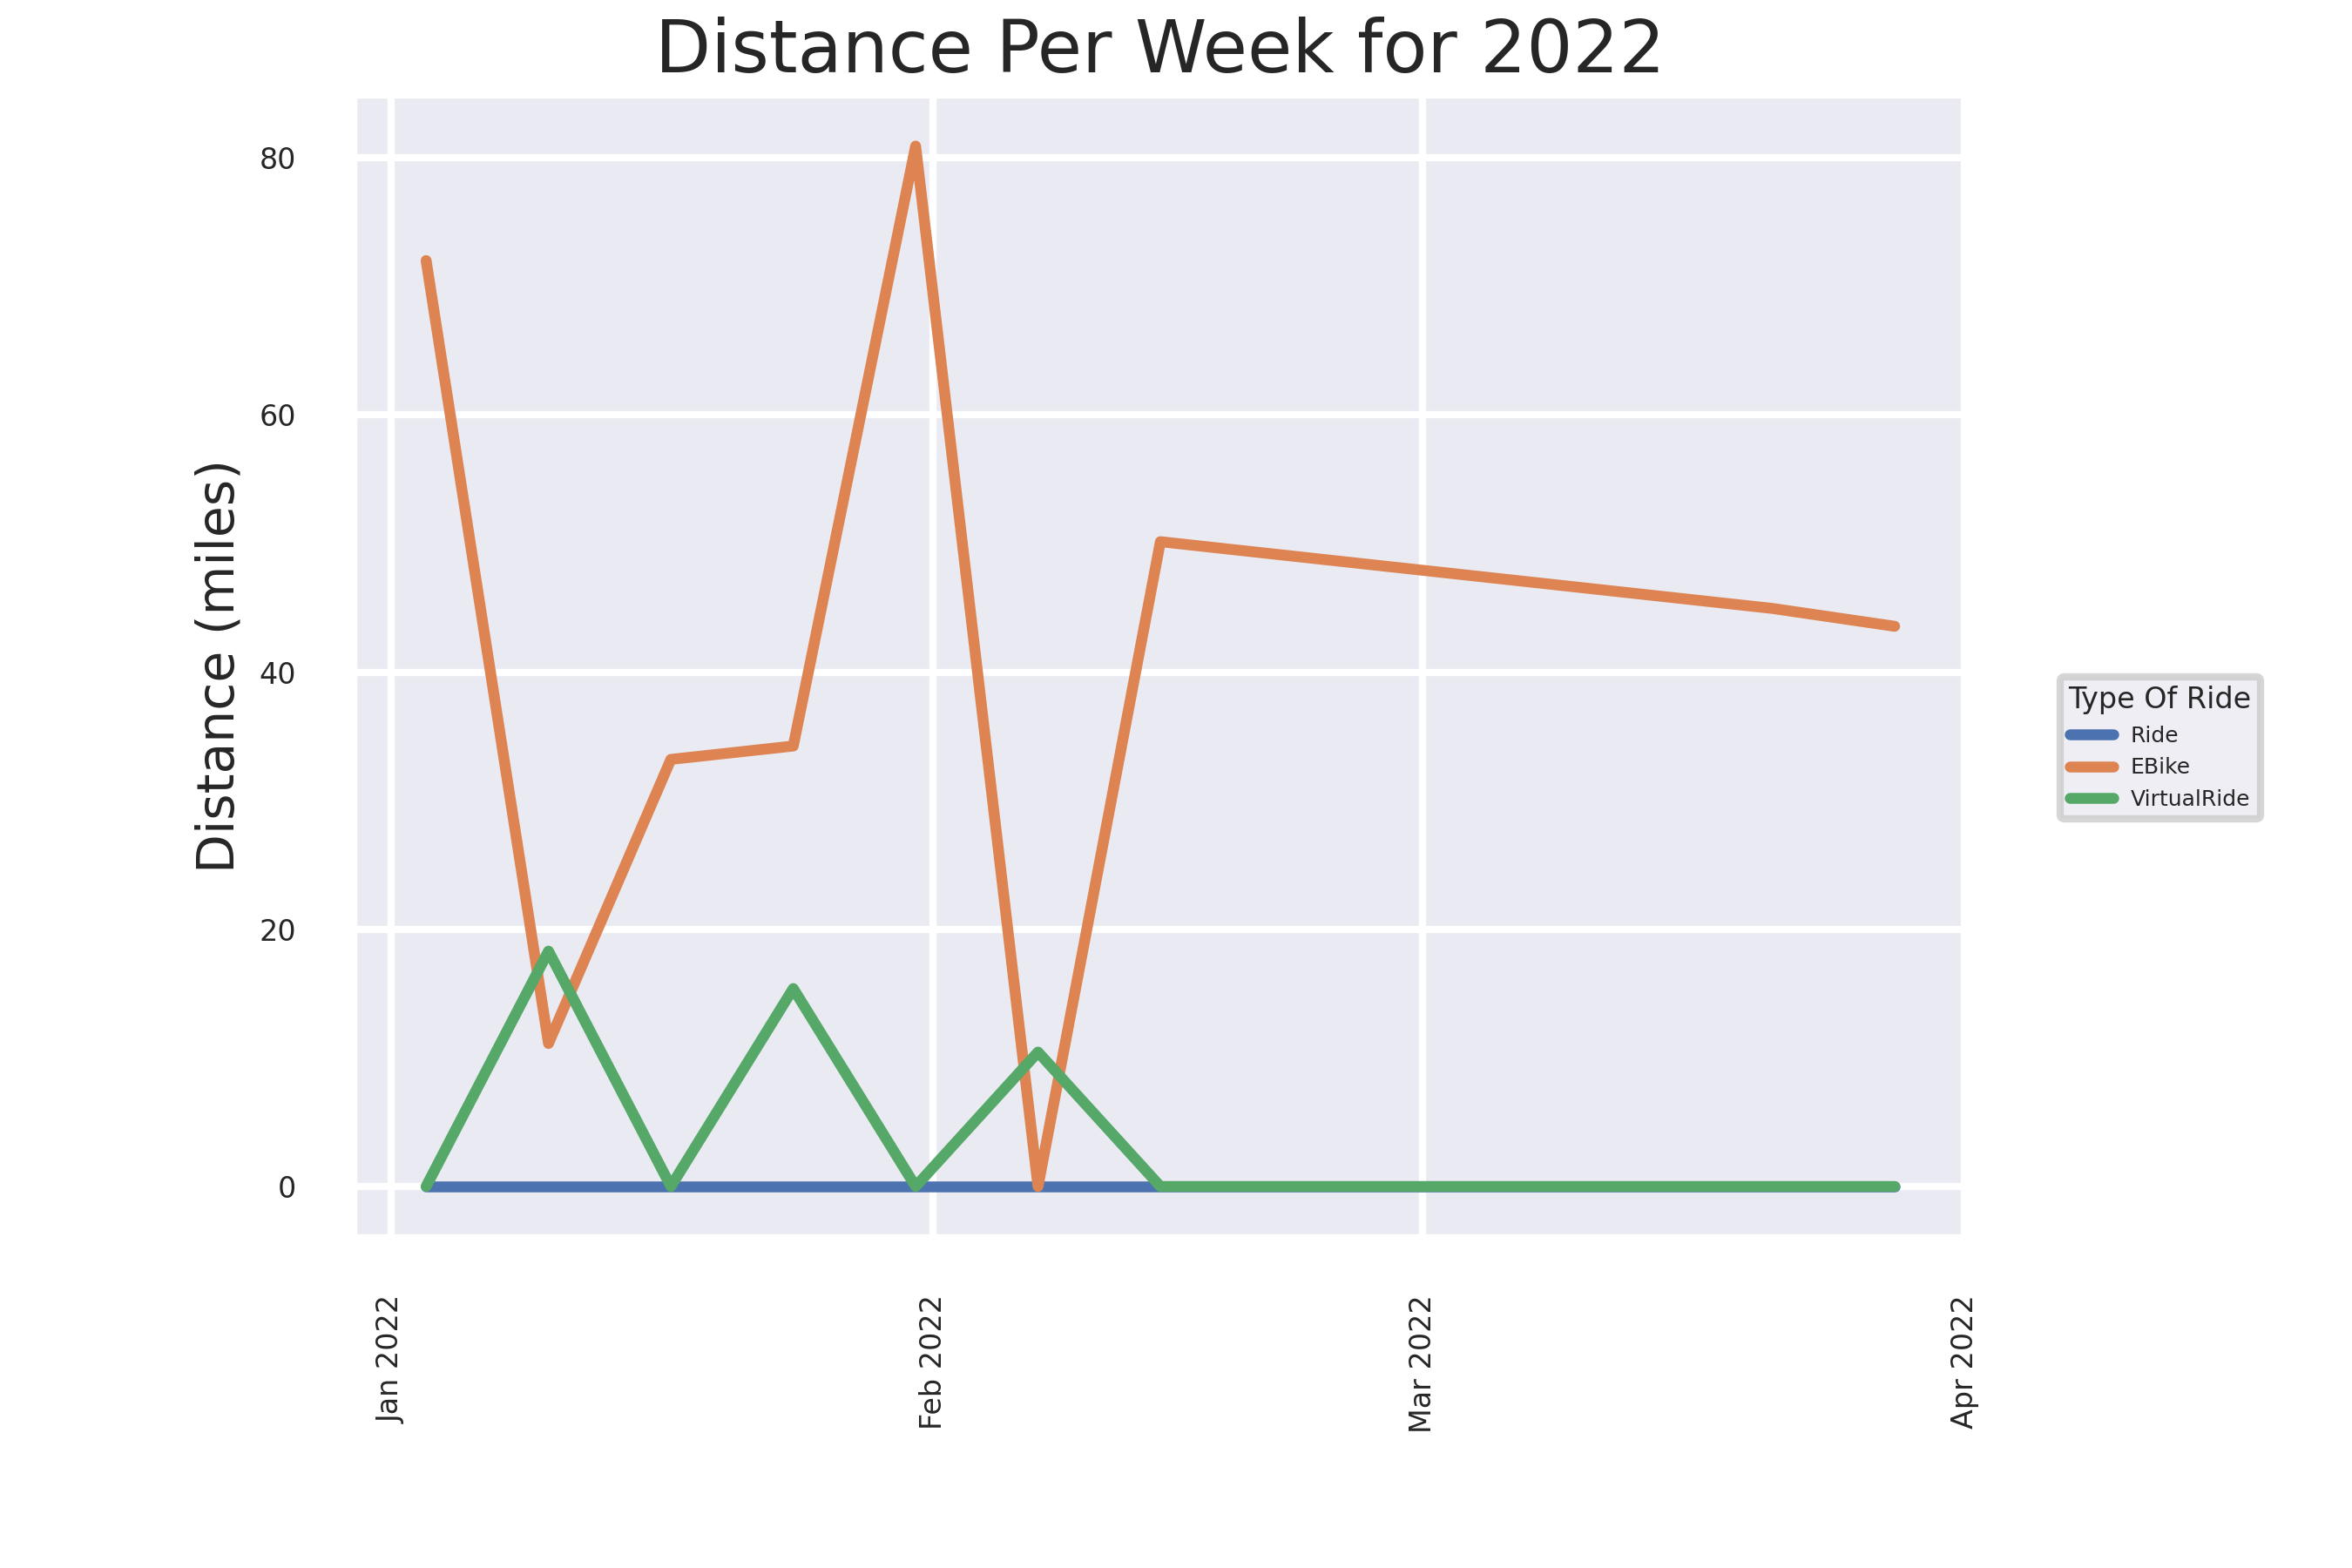 Distance Per Week for 2022
Distance (miles)
80
60
40
20
0
Jan 2022
Feb 2022
Mar 2022
Apr 2022
Type Of Ride
Ride
EBike
VirtualRide